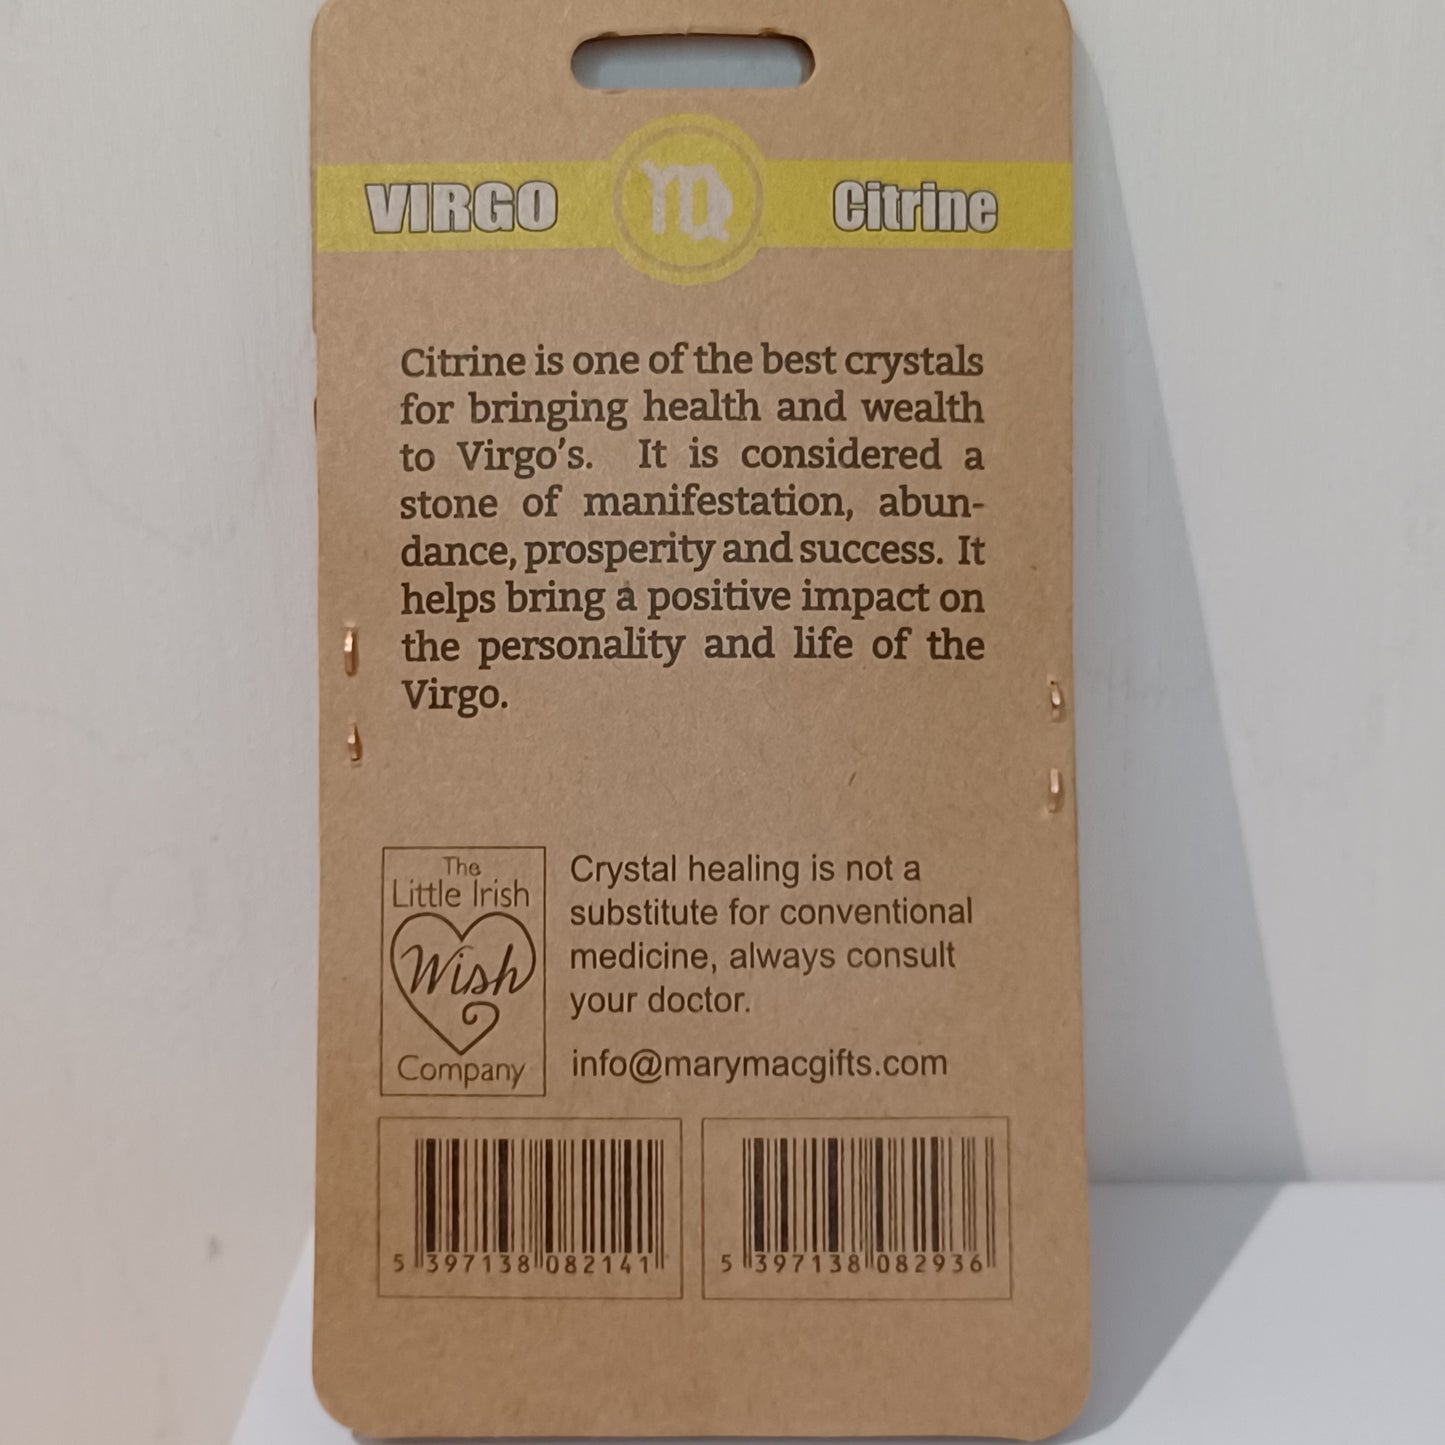 VIRGO Citrine
Citrine is one of the best crystals
for bringing health and wealth
to Virgo's. It is considered a
stone of manifestation, abun-
dance, prosperity and success. It
helps bring a positive impact on
the personality and life of the
Virgo.
The
Little Irish
Wish
Company
Crystal healing is not a
substitute for conventional
medicine, always consult
your doctor.
info@marymacgifts.com
5 397138 082141
5 397138 082936